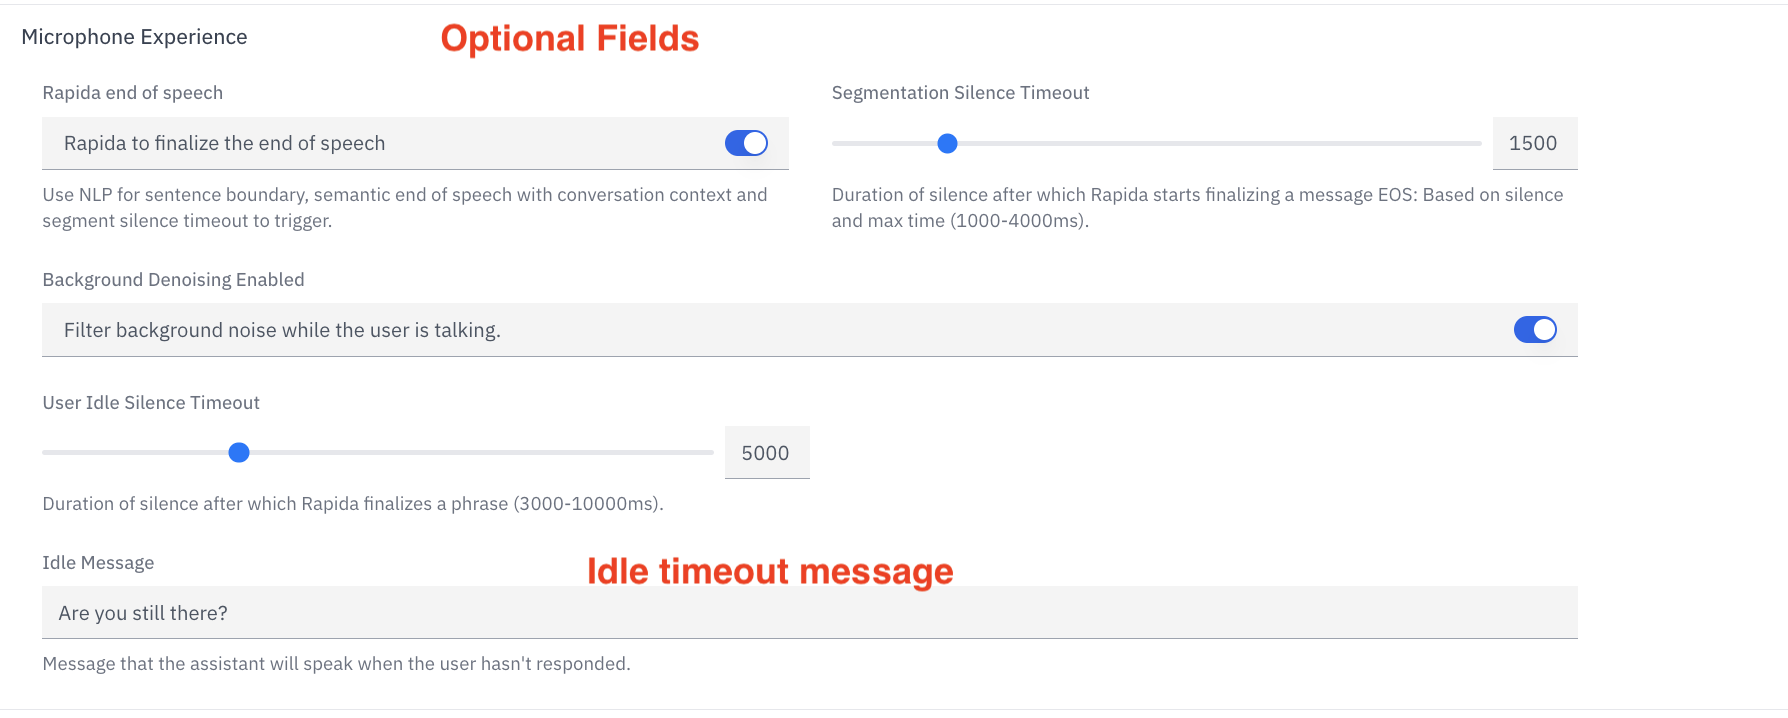 Microphone Experience
Optional Fields
Rapida end of speech
Rapida to finalize the end of speech
Use NLP for sentence boundary, semantic end of speech with conversation context and
segment silence timeout to trigger.
Segmentation Silence Timeout
1500
Duration of silence after which Rapida starts finalizing a message EOS: Based on silence
and max time (1000-4000ms).
Background Denoising Enabled
Filter background noise while the user is talking.
User Idle Silence Timeout
5000
Duration of silence after which Rapida finalizes a phrase (3000-10000ms).
Idle Message
Idle timeout message
Are you still there?
Message that the assistant will speak when the user hasn't responded.